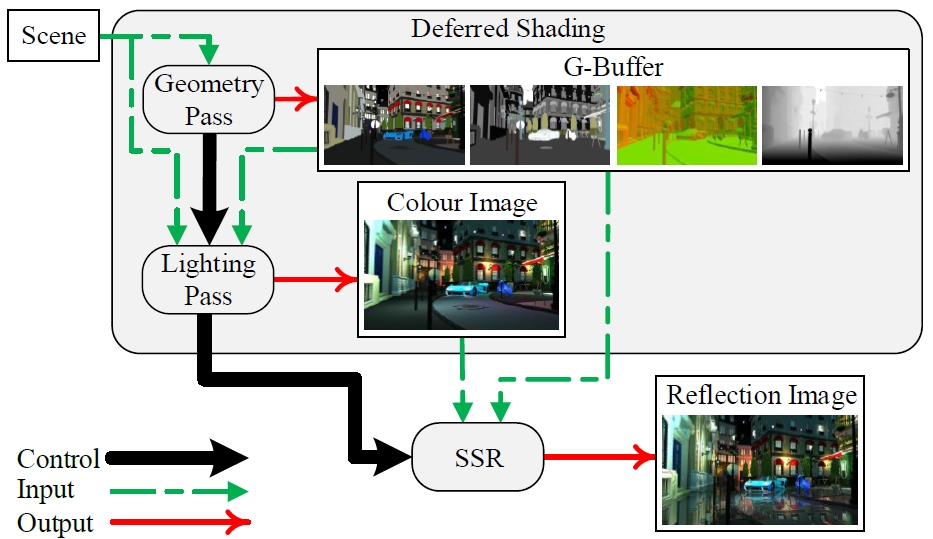 Scene
Deferred Shading
G-Buffer
Geometry
Pass
Colour Image
Lighting
Pass
Reflection Image
SSR
Control
Input
Output